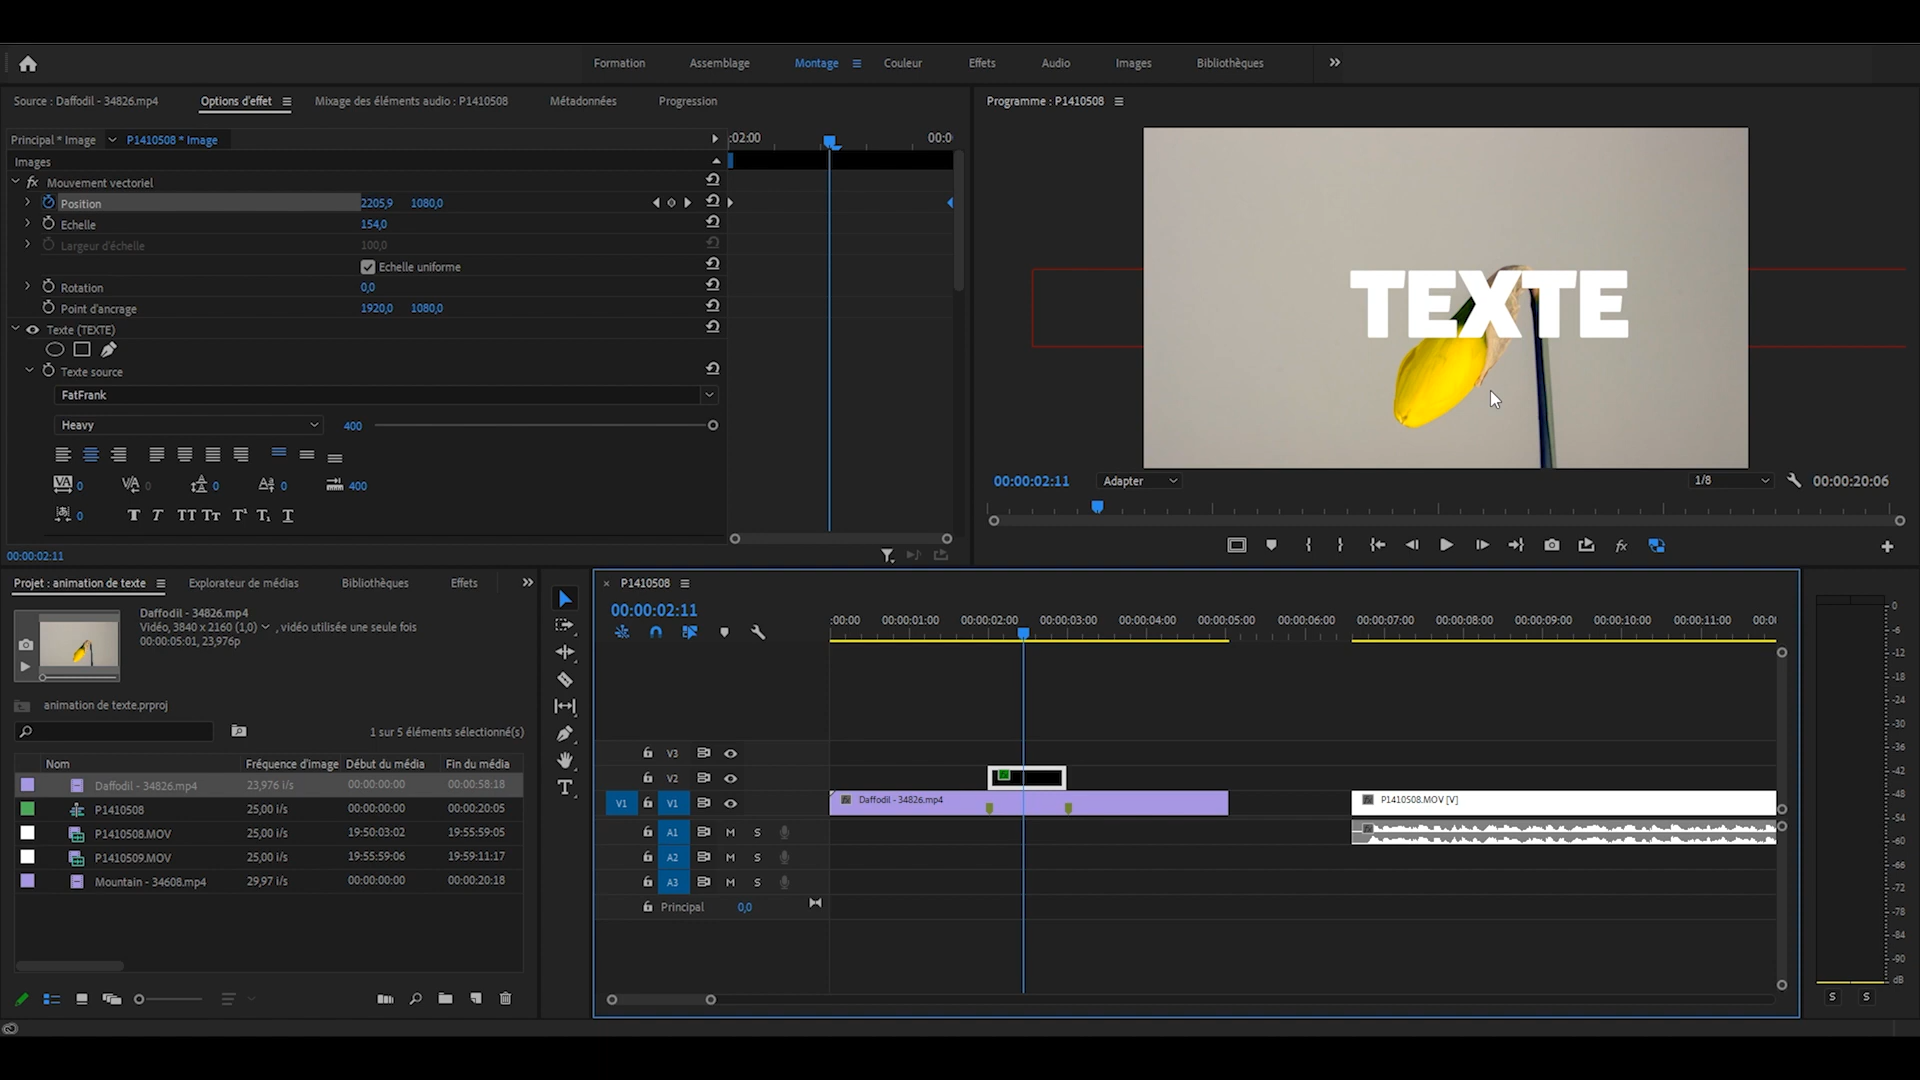 Formation
Assemblage
Montage
Couleur
Effets
Audio
Images
Bibliothèques
Source : Daffodil - 34826.mp4
Options d'effet
Mixage des éléments audio : P1410508
Métadonnées
Progression
Programme : P1410508
Principal * Image
P1410508 * Image
:02:00
00:0
Images
fx Mouvement vectoriel
Position 2205,9 1080,0
Echelle 154,0
Largeur d'échelle 100,0
Echelle uniforme
Rotation 0,0
Point d'ancrage 1920,0 1080,0
Texte (TEXTE)
Texte source
FatFrank
Heavy 400
0 0 0 0 400
0
00:00:02:11
TEXTE
00:00:02:11 Adapter 1/8 00:00:20:06
Projet : animation de texte
Explorateur de médias
Bibliothèques
Effets
Daffodil - 34826.mp4
Vidéo, 3840 x 2160 (1,0) , vidéo utilisée une seule fois
00:00:05:01, 23,976p
animation de texte.prproj
1 sur 5 éléments sélectionné(s)
Nom Fréquence d'image Début du média Fin du média
Daffodil - 34826.mp4 23,976 i/s 00:00:00:00 00:00:58:18
P1410508 25,00 i/s 00:00:00:00 00:00:20:05
P1410508.MOV 25,00 i/s 19:50:03:02 19:55:59:05
P1410509.MOV 25,00 i/s 19:55:59:06 19:59:11:17
Mountain - 34608.mp4 29,97 i/s 00:00:00:00 00:00:20:18
P1410508
00:00:02:11
:00:00 00:00:01:00 00:00:02:00 00:00:03:00 00:00:04:00 00:00:05:00 00:00:06:00 00:00:07:00 00:00:08:00 00:00:09:00 00:00:10:00 00:00:11:00 00:0
V3
V2
V1 V1 Daffodil - 34826.mp4 P1410508.MOV [V]
A1 M S
A2 M S
A3 M S
Principal 0,0
0
-6
-12
-18
-24
-30
-36
-42
-48
-54
-60
-66
-72
-78
-84
-90
dB
S S